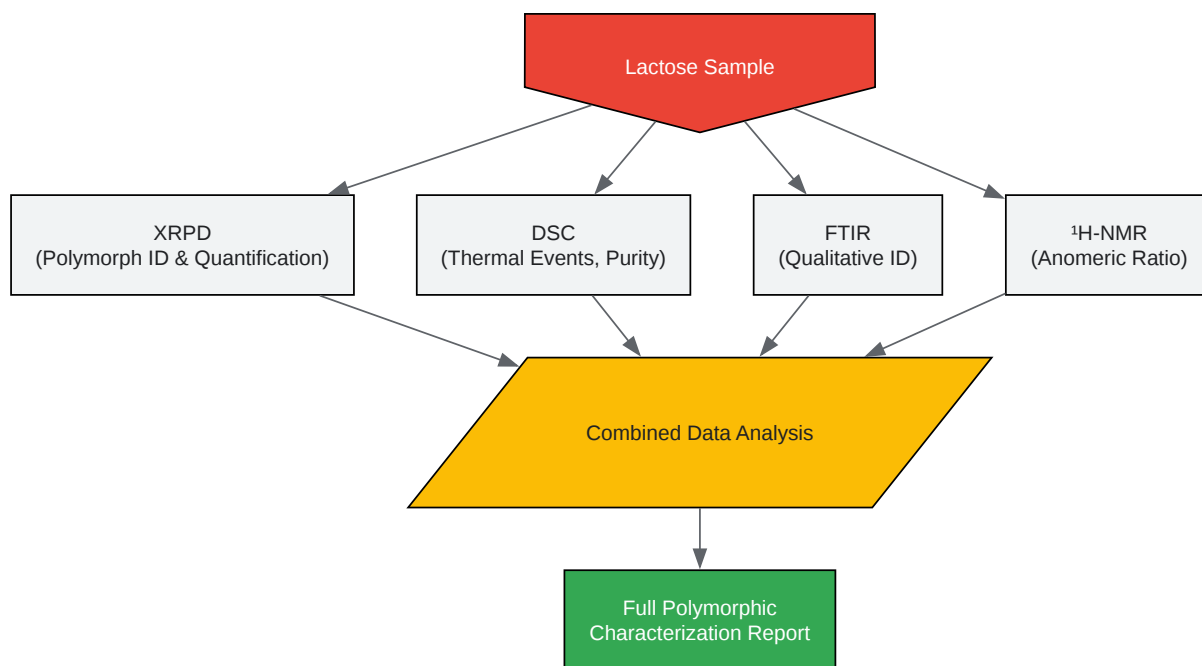 Lactose Sample
XRPD
(Polymorph ID & Quantification)
DSC
(Thermal Events, Purity)
FTIR
(Qualitative ID)
¹H-NMR
(Anomeric Ratio)
Combined Data Analysis
Full Polymorphic
Characterization Report